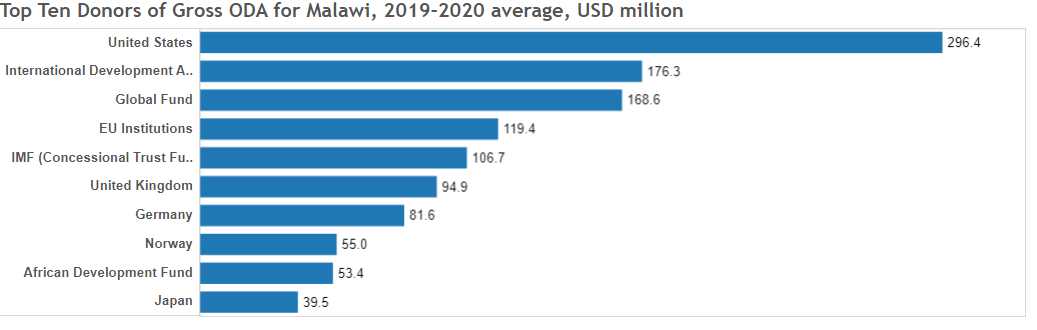 Top Ten Donors of Gross ODA for Malawi, 2019-2020 average, USD million
United States 296.4
International Development A.. 176.3
Global Fund 168.6
EU Institutions 119.4
IMF (Concessional Trust Fu.. 106.7
United Kingdom 94.9
Germany 81.6
Norway 55.0
African Development Fund 53.4
Japan 39.5